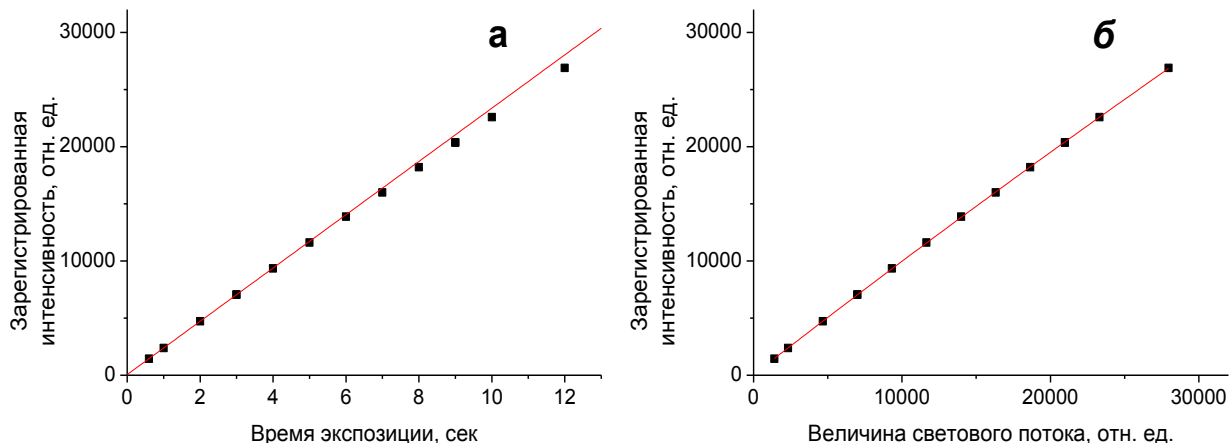 а
30000
20000
10000
0
0 2 4 6 8 10 12
Зарегистрированная
интенсивность, отн. ед.
Время экспозиции, сек
б
30000
20000
10000
0
0 10000 20000 30000
Зарегистрированная
интенсивность, отн. ед.
Величина светового потока, отн. ед.